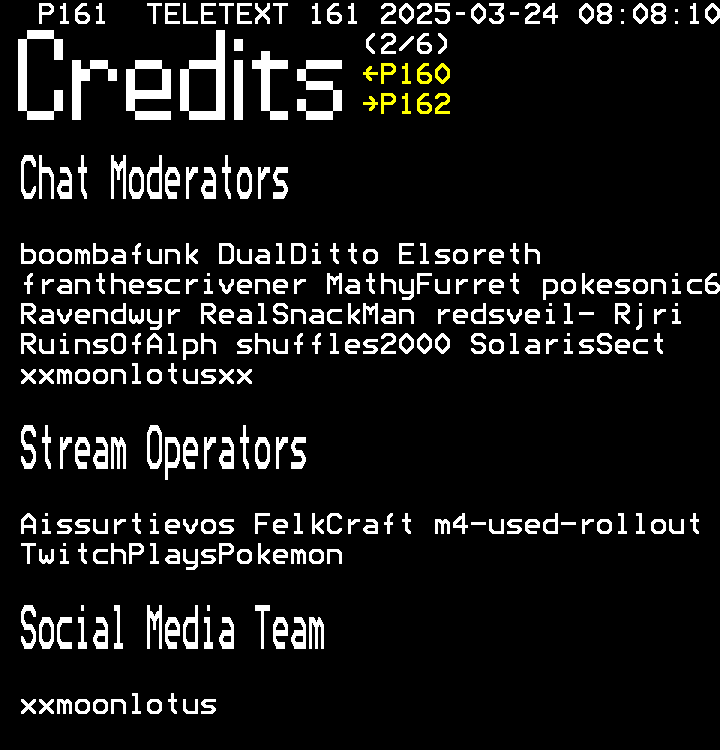 P161 TELETEXT 161 2025-03-24 08:08:10
Credits
(2/6)
←P160
→P162
Chat Moderators
boombafunk DualDitto Elsoreth
franthescrivener MathyFurret pokesonic6
Ravendwyr RealSnackMan redsveil- Rjri
RuinsOfAlph shuffles2000 SolarisSect
xxmoonlotusxx
Stream Operators
Aissurtievos FelkCraft m4-used-rollout
TwitchPlaysPokemon
Social Media Team
xxmoonlotus